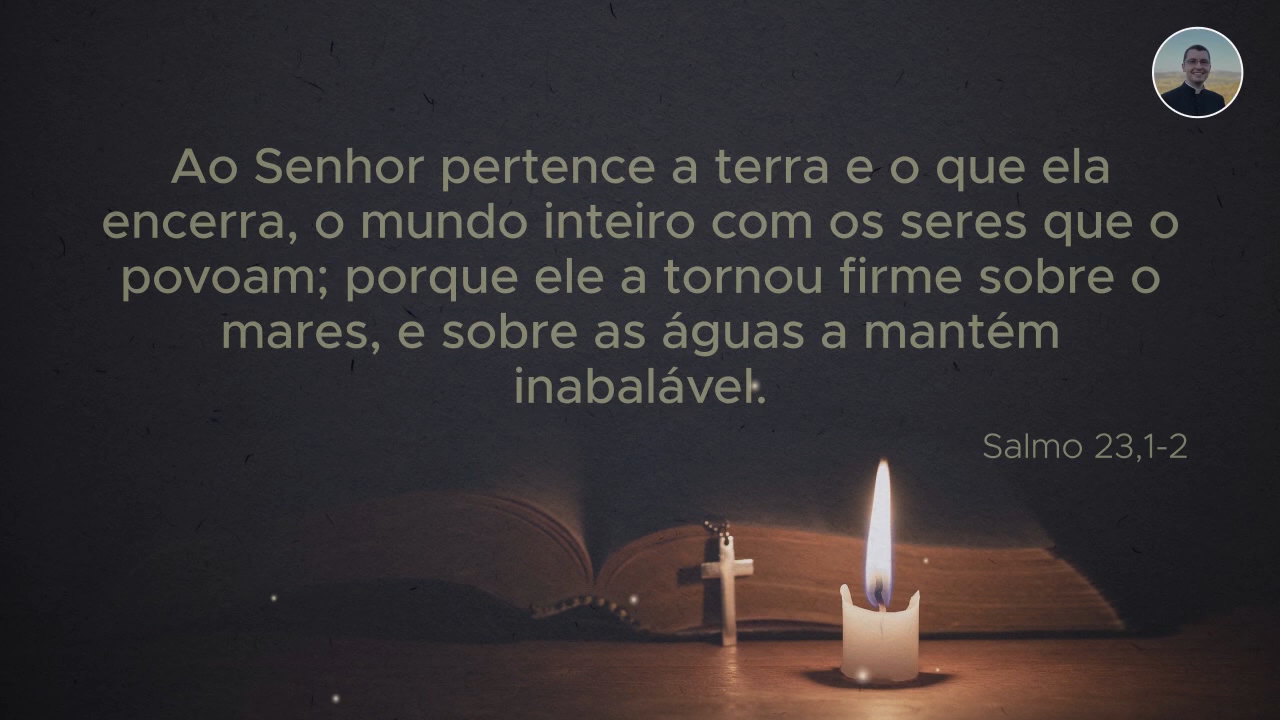 Ao Senhor pertence a terra e o que ela
encerra, o mundo inteiro com os seres que o
povoam; porque ele a tornou firme sobre o
mares, e sobre as águas a mantém
inabalável.
Salmo 23,1-2